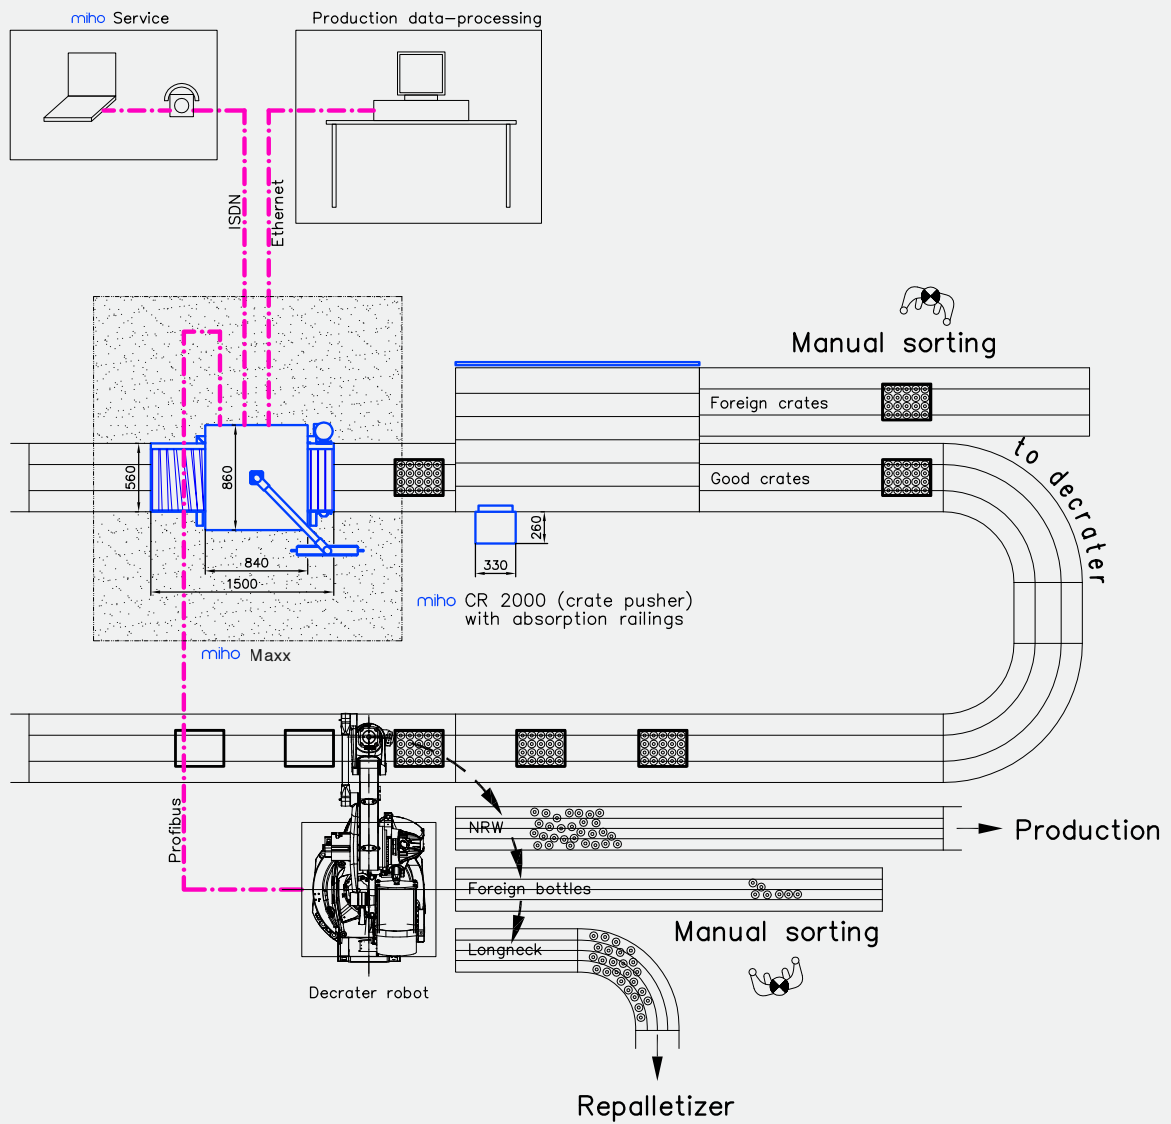 miho Service
Production data-processing
ISDN
Ethernet
Manual sorting
Foreign crates
to decrater
560
860
Good crates
260
840
330
1500
miho CR 2000 (crate pusher)
with absorption railings
miho Maxx
Profibus
NRW
Production
Foreign bottles
Manual sorting
Longneck
Decrater robot
Repalletizer